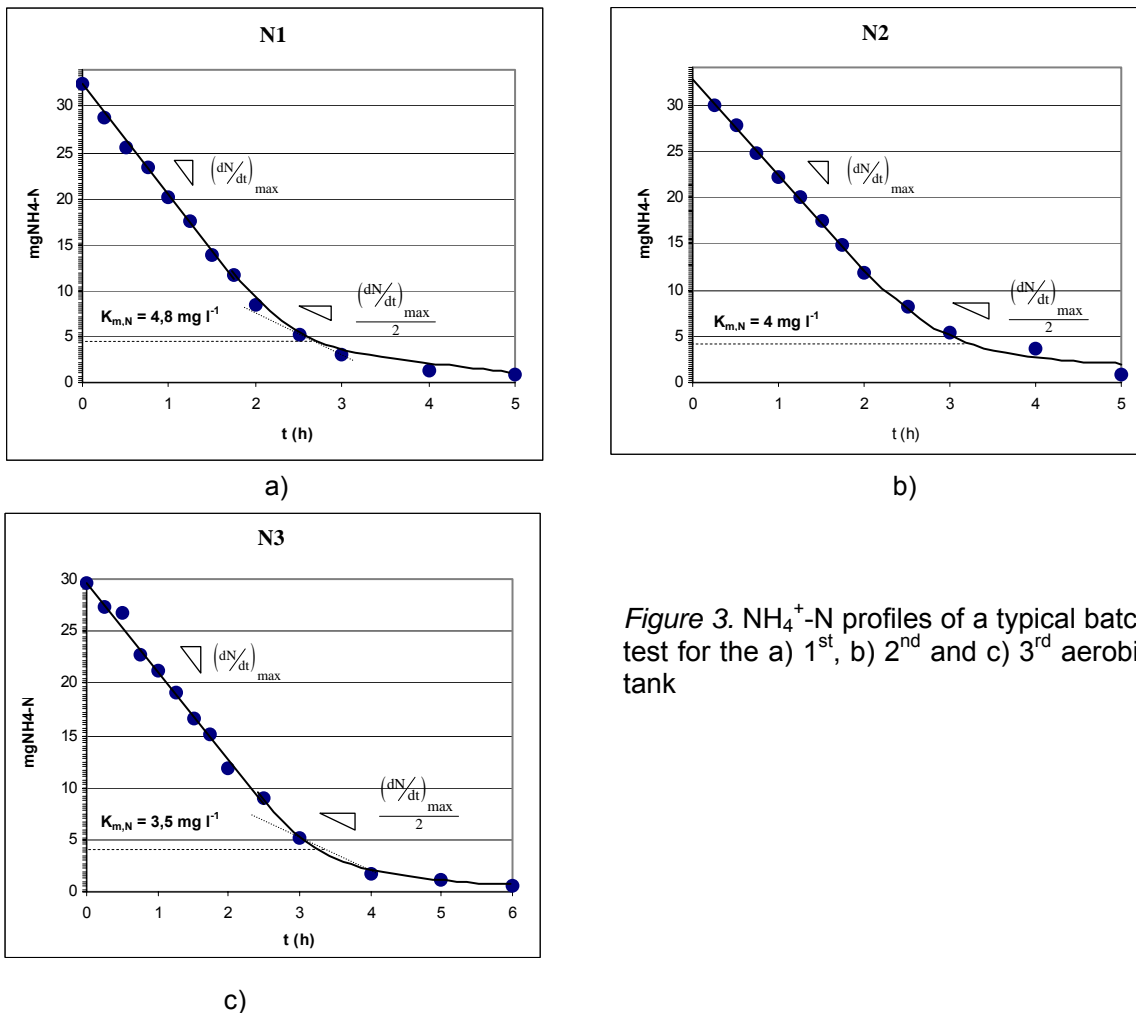 N1
mgNH4-N
30
25
20
15
10
5
0
(dN/dt)max
(dN/dt)max
2
Km,N = 4,8 mg l-1
0 1 2 3 4 5
t (h)
a)
N2
mgNH4-N
30
25
20
15
10
5
0
(dN/dt)max
(dN/dt)max
2
Km,N = 4 mg l-1
0 1 2 3 4 5
t (h)
b)
N3
mgNH4-N
30
25
20
15
10
5
0
(dN/dt)max
(dN/dt)max
2
Km,N = 3,5 mg l-1
0 1 2 3 4 5 6
t (h)
c)
Figure 3. NH4+-N profiles of a typical batc
test for the a) 1st, b) 2nd and c) 3rd aerobi
tank